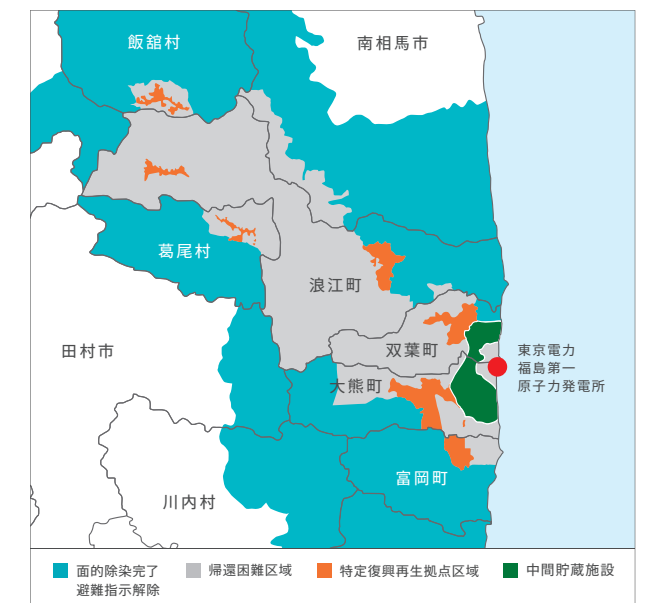 飯舘村
南相馬市
葛尾村
浪江町
田村市
双葉町
大熊町
東京電力
福島第一
原子力発電所
富岡町
川内村
面的除染完了
避難指示解除
帰還困難区域
特定復興再生拠点区域
中間貯蔵施設